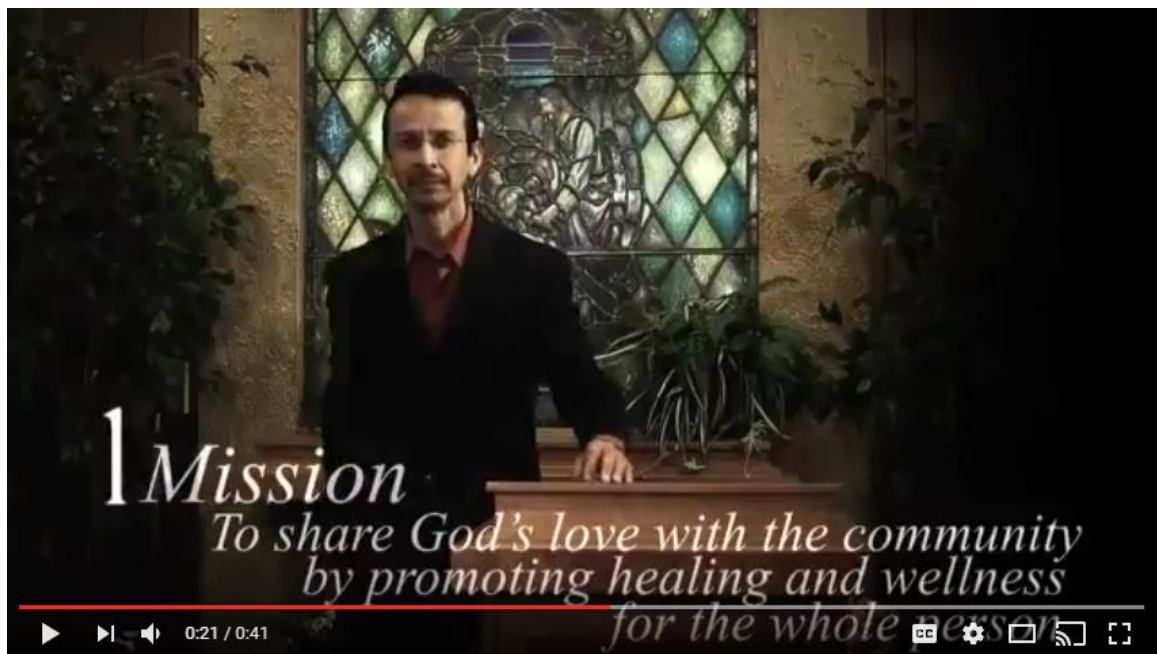 1 Mission
To share God's love with the community
by promoting healing and wellness
for the whole person
0:21 / 0:41
CC